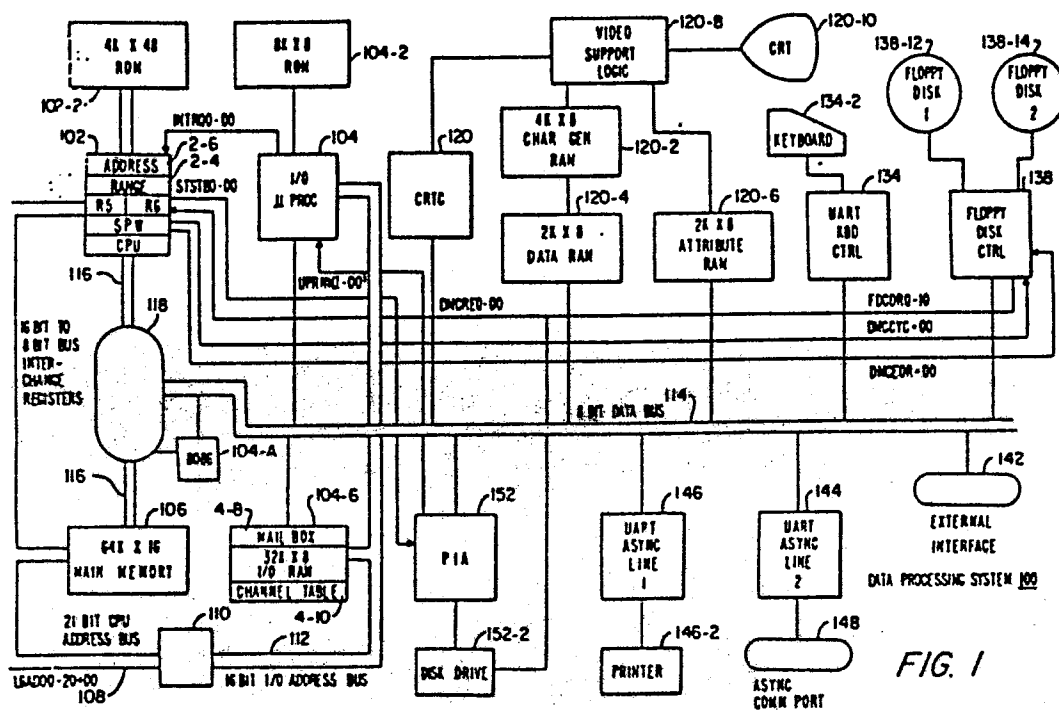 4K X 48
ROM
102-2
8K X 8
ROM
104-2
VIDEO
SUPPORT
LOGIC
120-8
CRT
120-10
138-12
FLOPPY
DISK
1
138-14
FLOPPY
DISK
2
102
2-6
2-4
ADDRESS
RANGE
R5
R6
SPW
CPU
104
I/O
µ PROC
120
CRTC
4K X 8
CHAR GEN
RAM
120-2
120-4
2K X 8
DATA RAM
120-6
2K X 8
ATTRIBUTE
RAM
134-2
KEYBOARD
134
UART
KBD
CTRL
138
FLOPPY
DISK
CTRL
SYSTB0-00
DMCREQ-00
FDCDRQ-10
DMCCYC-00
DMCEOR-00
116
118
16 BIT TO
8 BIT BUS
INTER-
CHANGE
REGISTERS
114
8 BIT DATA BUS
8086
104-A
116
106
64K X 16
MAIN MEMORY
4-8
104-6
MAIL BOX
32K X 8
I/O RAM
CHANNEL TABLE
4-10
152
PIA
146
UART
ASYNC
LINE
1
144
UART
ASYNC
LINE
2
142
EXTERNAL
INTERFACE
DATA PROCESSING SYSTEM 100
21 BIT CPU
ADDRESS BUS
110
112
LSAD00-20+00
108
16 BIT I/O ADDRESS BUS
152-2
DISK DRIVE
146-2
PRINTER
148
ASYNC
COMM PORT
FIG. 1